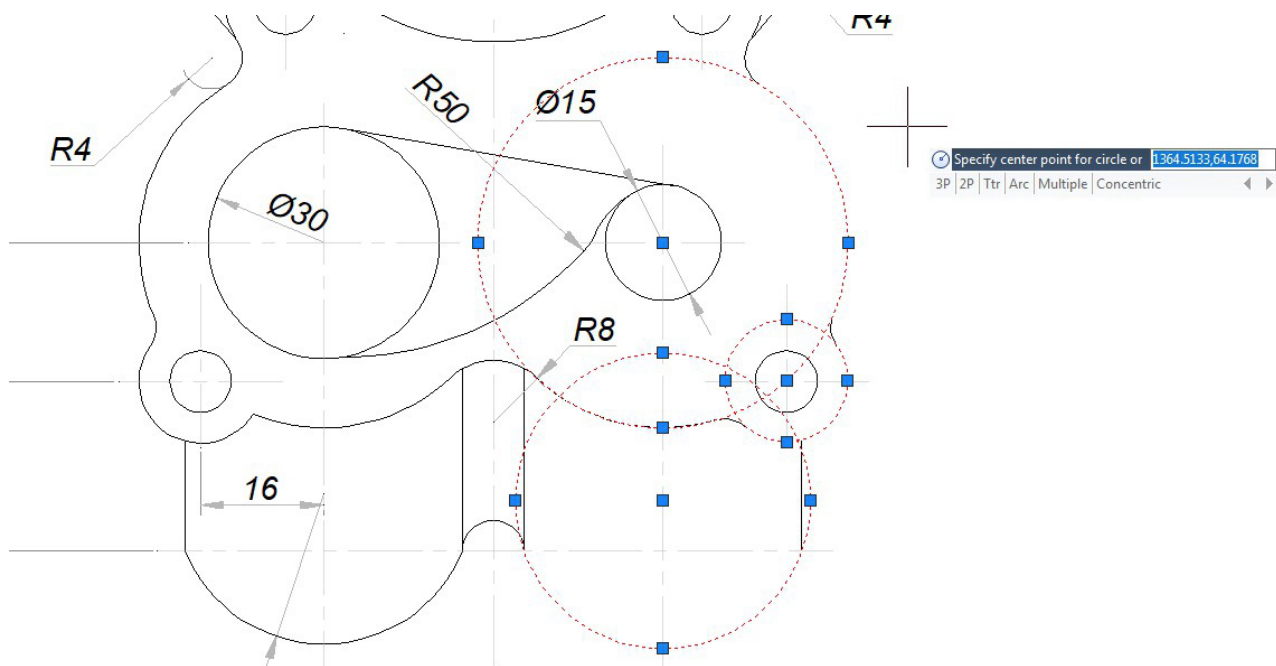 R4
R50
Ø15
R4
Specify center point for circle or 1364.5133,64.1768
3P 2P Ttr Arc Multiple Concentric
Ø30
R8
16